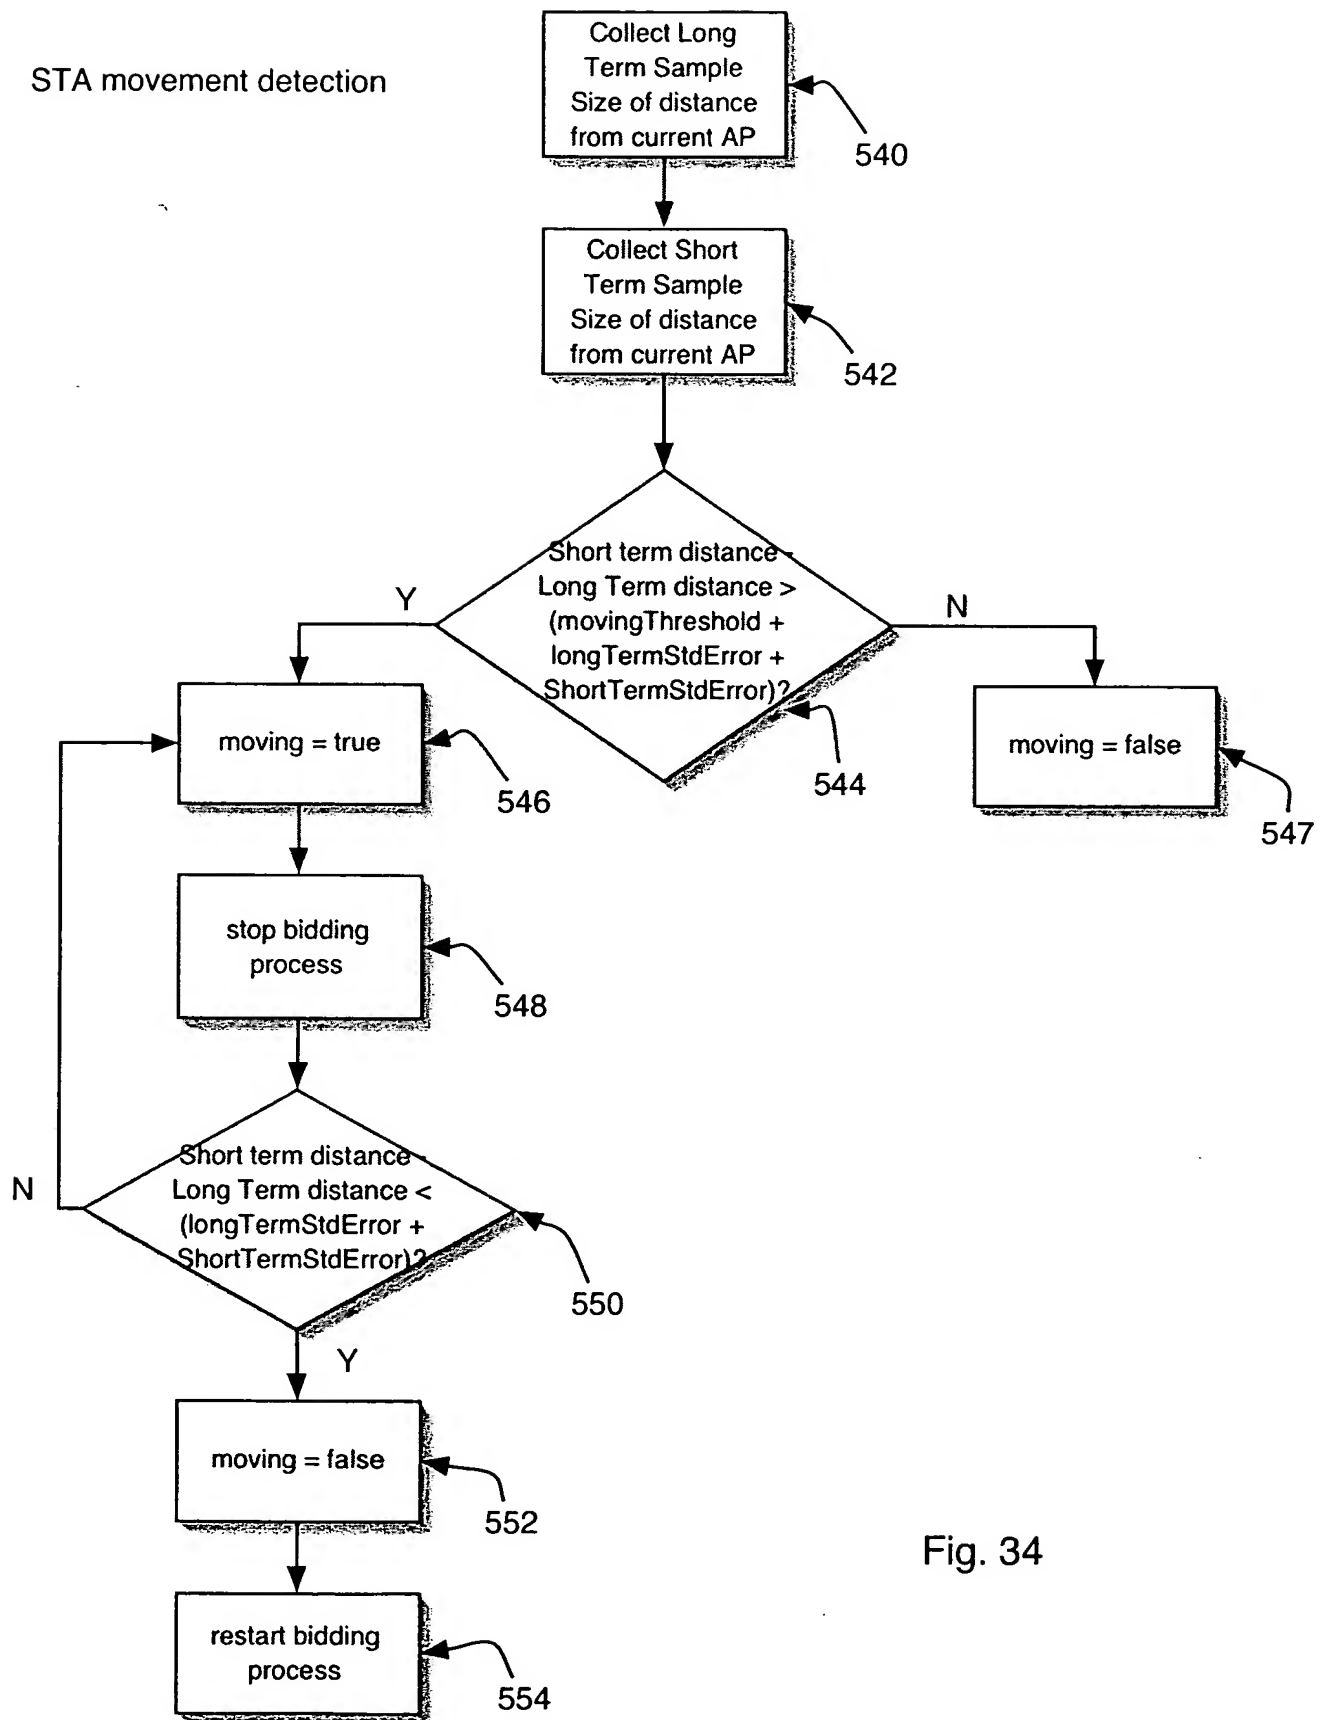 STA movement detection
Collect Long
Term Sample
Size of distance
from current AP
540
Collect Short
Term Sample
Size of distance
from current AP
542
Short term distance -
Long Term distance >
(movingThreshold +
longTermStdError +
ShortTermStdError)?
544
Y
N
moving = true
546
moving = false
547
stop bidding
process
548
Short term distance -
Long Term distance <
(longTermStdError +
ShortTermStdError)?
550
N
Y
moving = false
552
restart bidding
process
554
Fig. 34